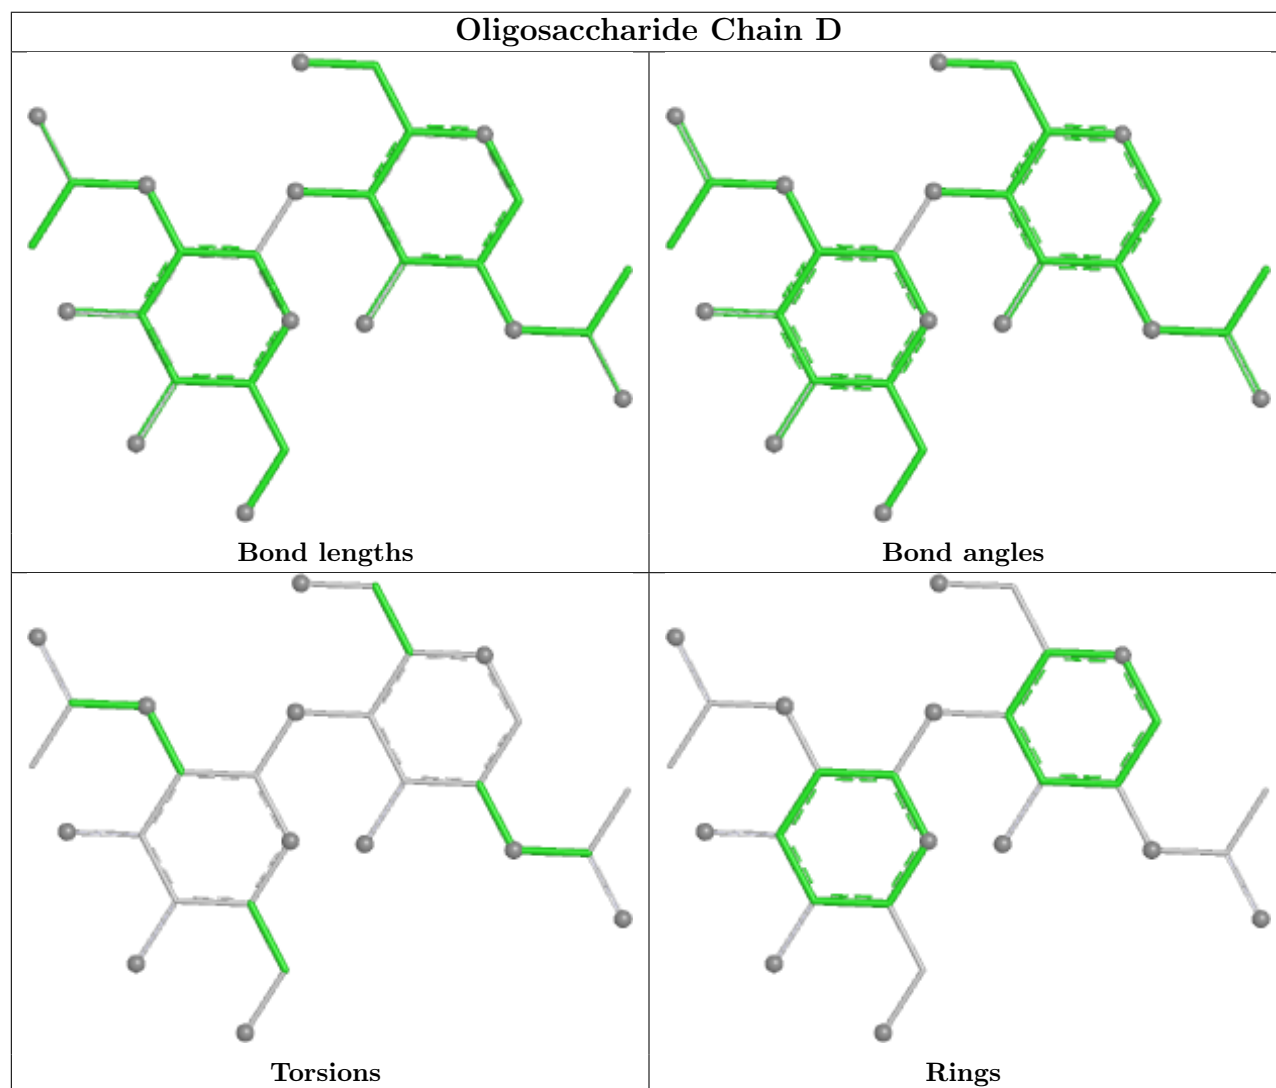 Oligosaccharide Chain D
Bond lengths
Bond angles
Torsions
Rings